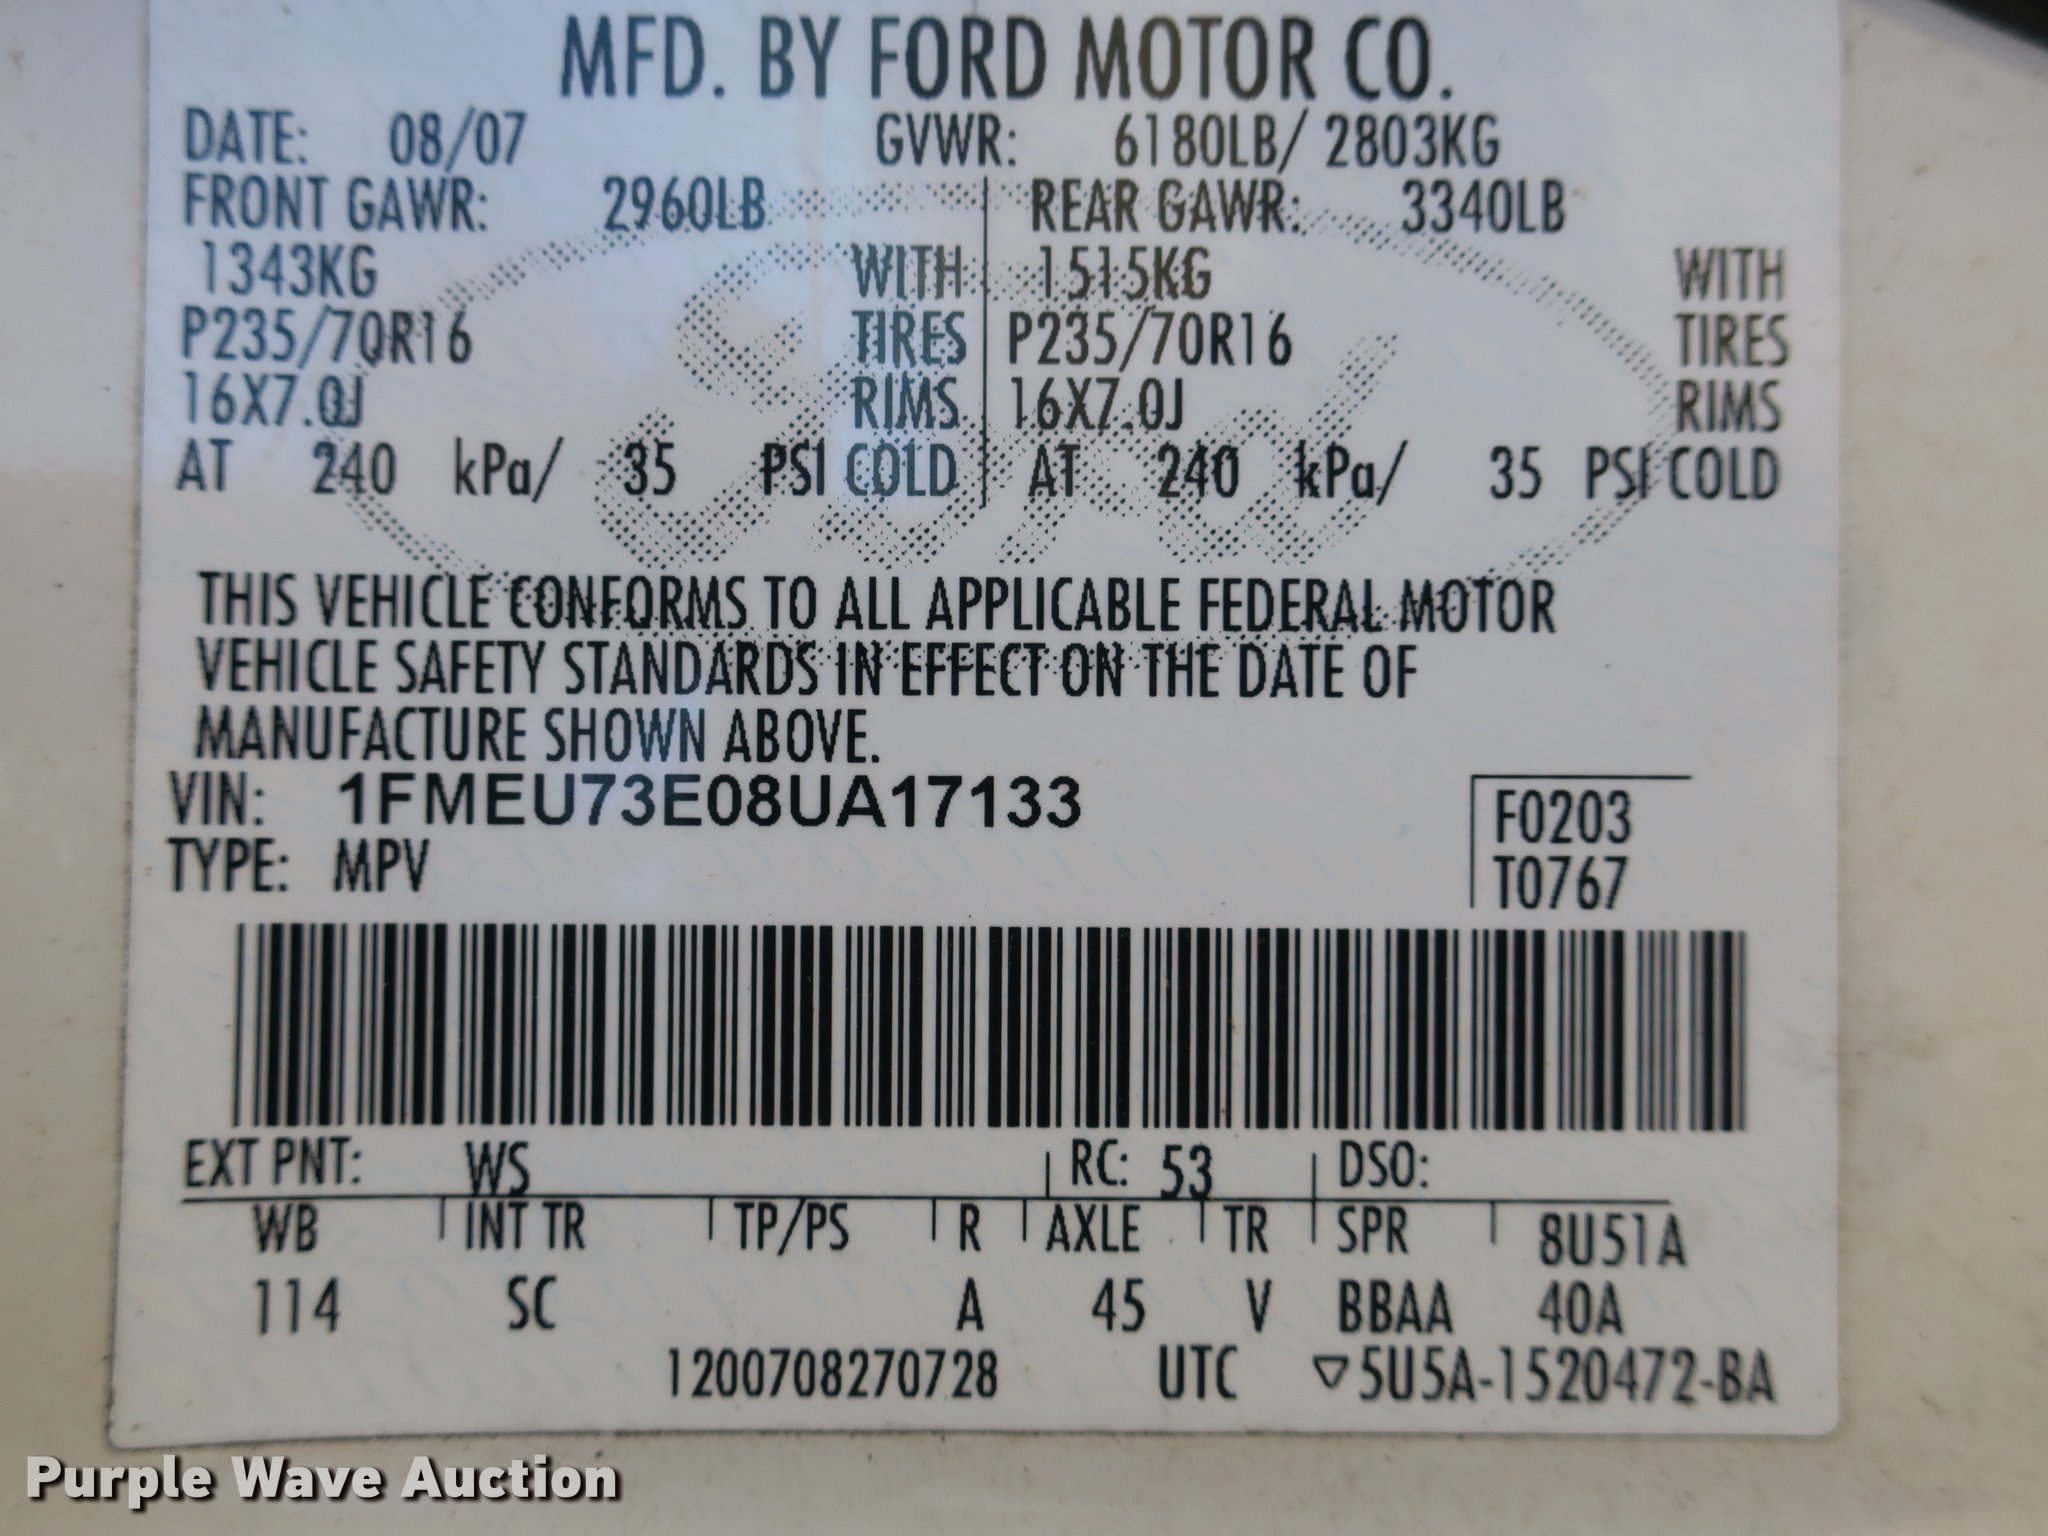 MFD. BY FORD MOTOR CO.
DATE: 08/07 GVWR: 6180LB/ 2803KG
FRONT GAWR: 2960LB REAR GAWR: 3340LB
1343KG WITH 1515KG WITH
P235/70R16 TIRES P235/70R16 TIRES
16X7.0J RIMS 16X7.0J RIMS
AT 240 kPa/ 35 PSI COLD AT 240 kPa/ 35 PSI COLD
Ford
THIS VEHICLE CONFORMS TO ALL APPLICABLE FEDERAL MOTOR
VEHICLE SAFETY STANDARDS IN EFFECT ON THE DATE OF
MANUFACTURE SHOWN ABOVE.
VIN: 1FMEU73E08UA17133 F0203
TYPE: MPV T0767
EXT PNT: WS RC: 53 DSO:
WB INT TR TP/PS R AXLE TR SPR 8U51A
114 SC A 45 V BBAA 40A
1200708270728 UTC ▽5U5A-1520472-BA
Purple Wave Auction